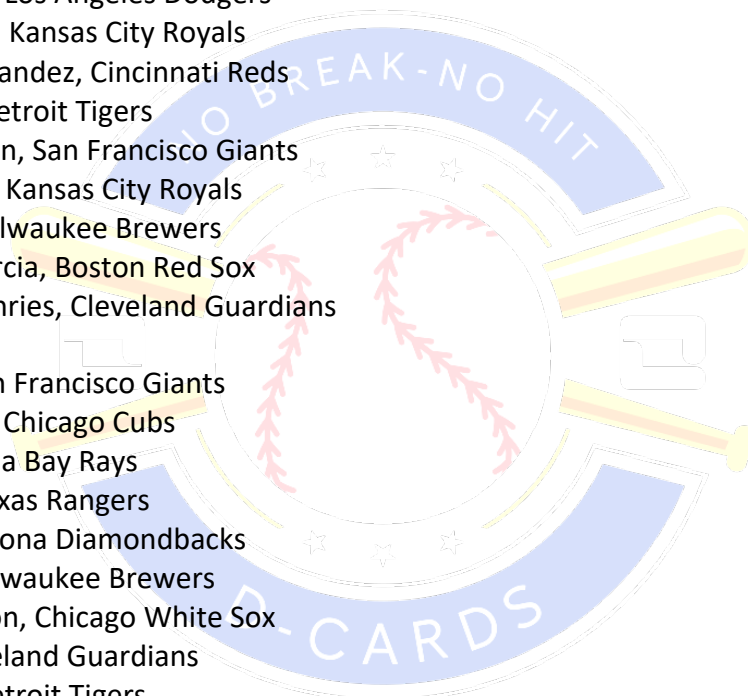 Los Angeles Dodgers
Kansas City Royals
andez, Cincinnati Reds
etroit Tigers
n, San Francisco Giants
Kansas City Royals
lwaukee Brewers
rcia, Boston Red Sox
nries, Cleveland Guardians
n Francisco Giants
Chicago Cubs
a Bay Rays
xas Rangers
ona Diamondbacks
waukee Brewers
on, Chicago White Sox
eland Guardians
etroit Tigers
NO BREAK-NO HIT
D-CARDS